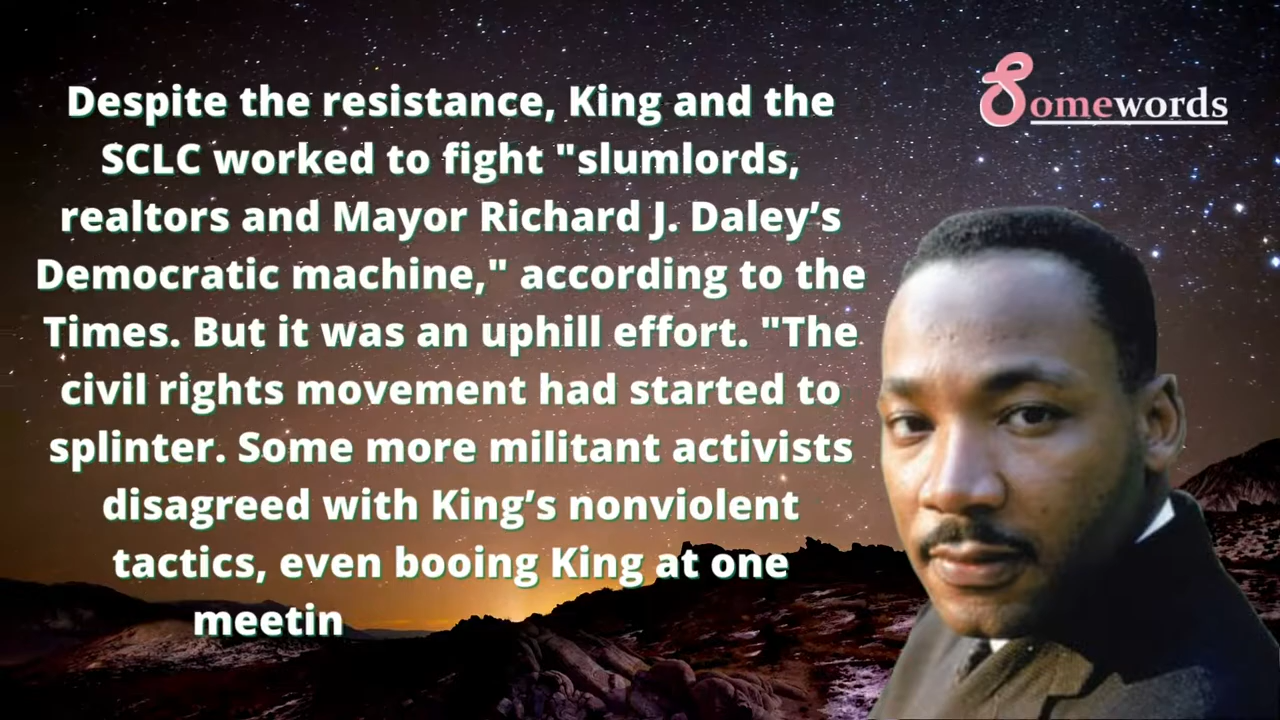 Somewords
Despite the resistance, King and the
SCLC worked to fight "slumlords,
realtors and Mayor Richard J. Daley’s
Democratic machine," according to the
Times. But it was an uphill effort. "The
civil rights movement had started to
splinter. Some more militant activists
disagreed with King’s nonviolent
tactics, even booing King at one
meetin